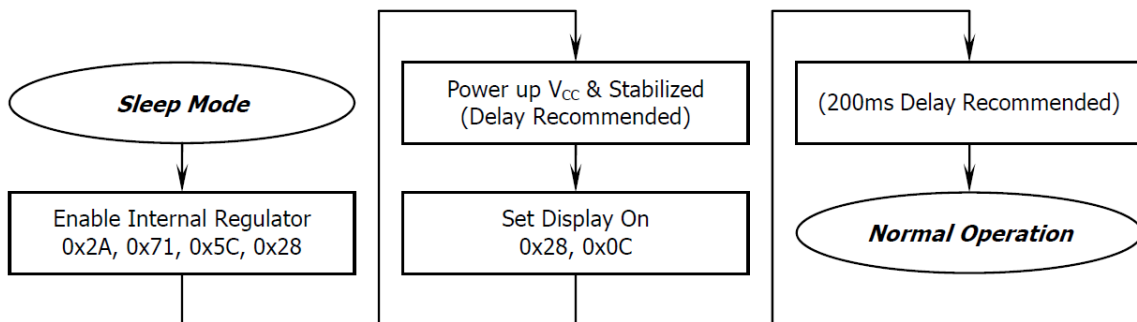 Sleep Mode
Enable Internal Regulator
0x2A, 0x71, 0x5C, 0x28
Power up VCC & Stabilized
(Delay Recommended)
Set Display On
0x28, 0x0C
(200ms Delay Recommended)
Normal Operation